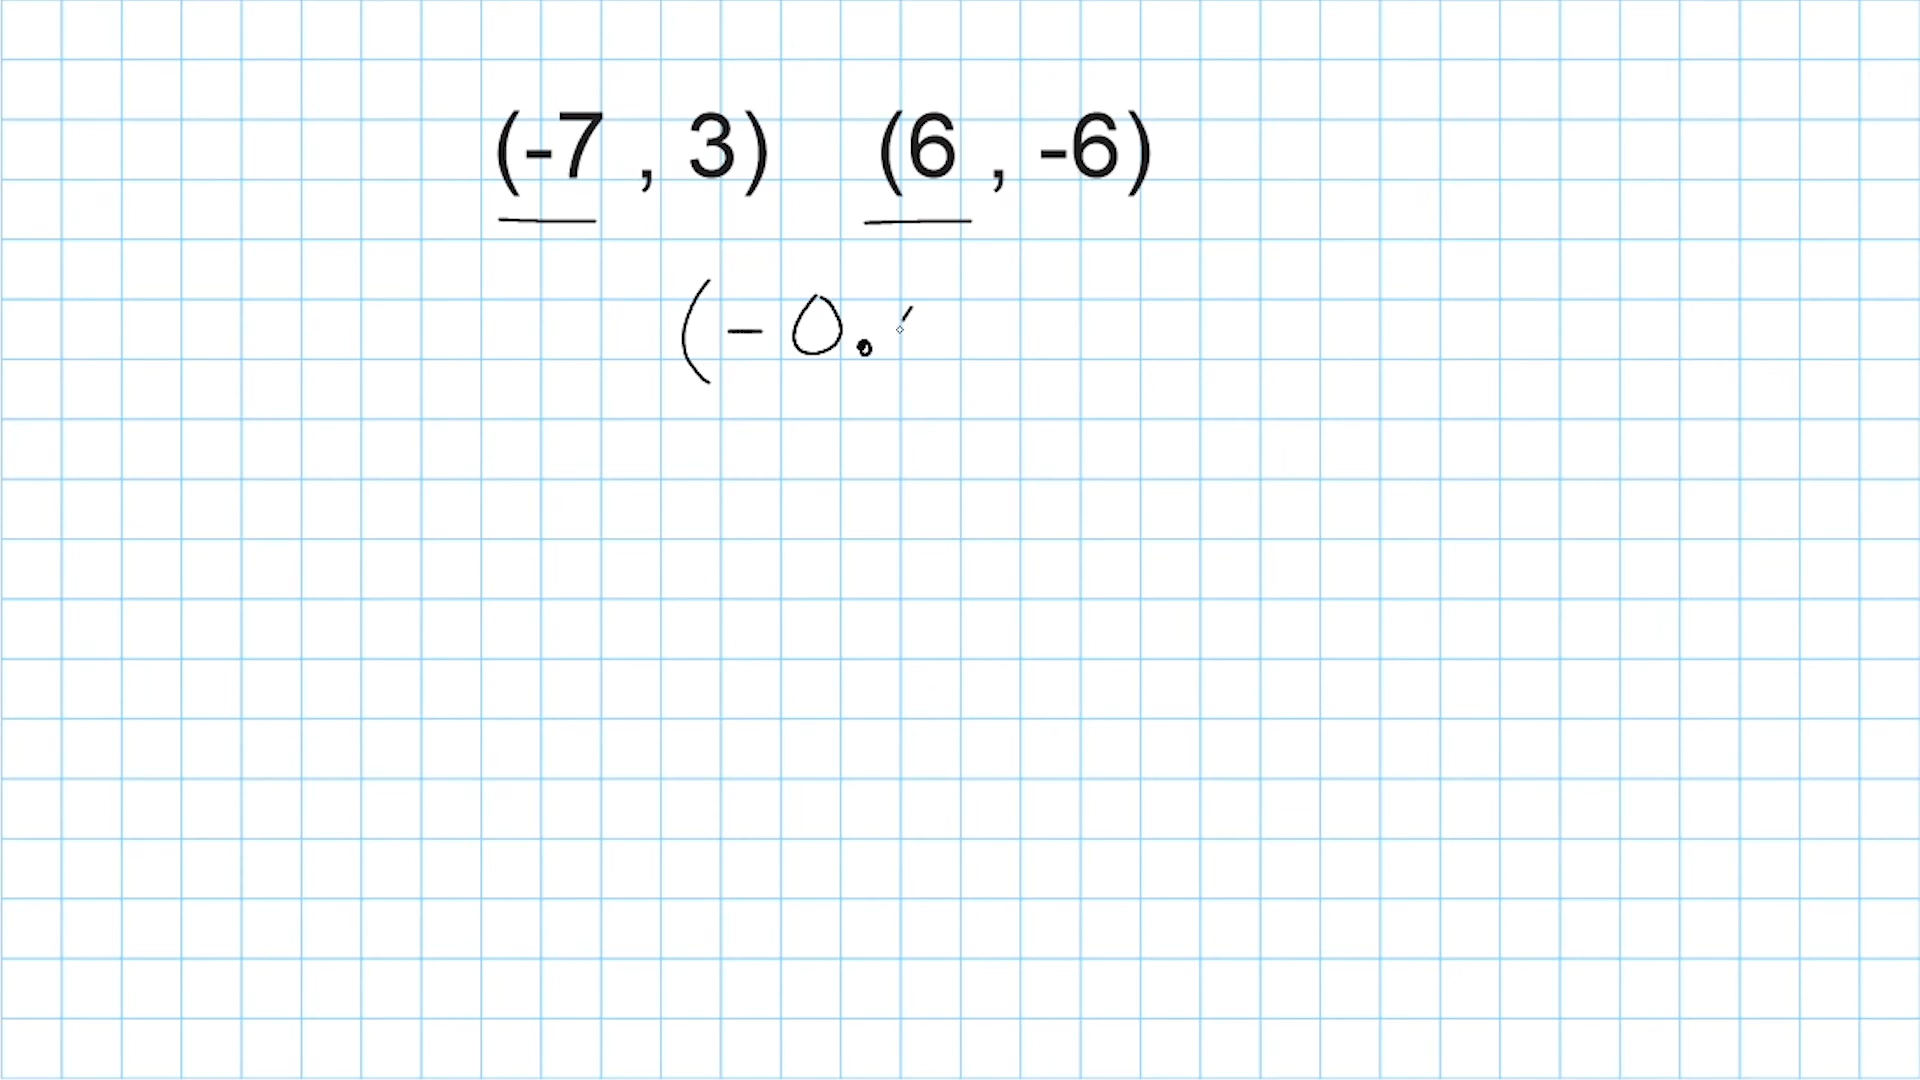 (-7 , 3) (6 , -6)
(-0.